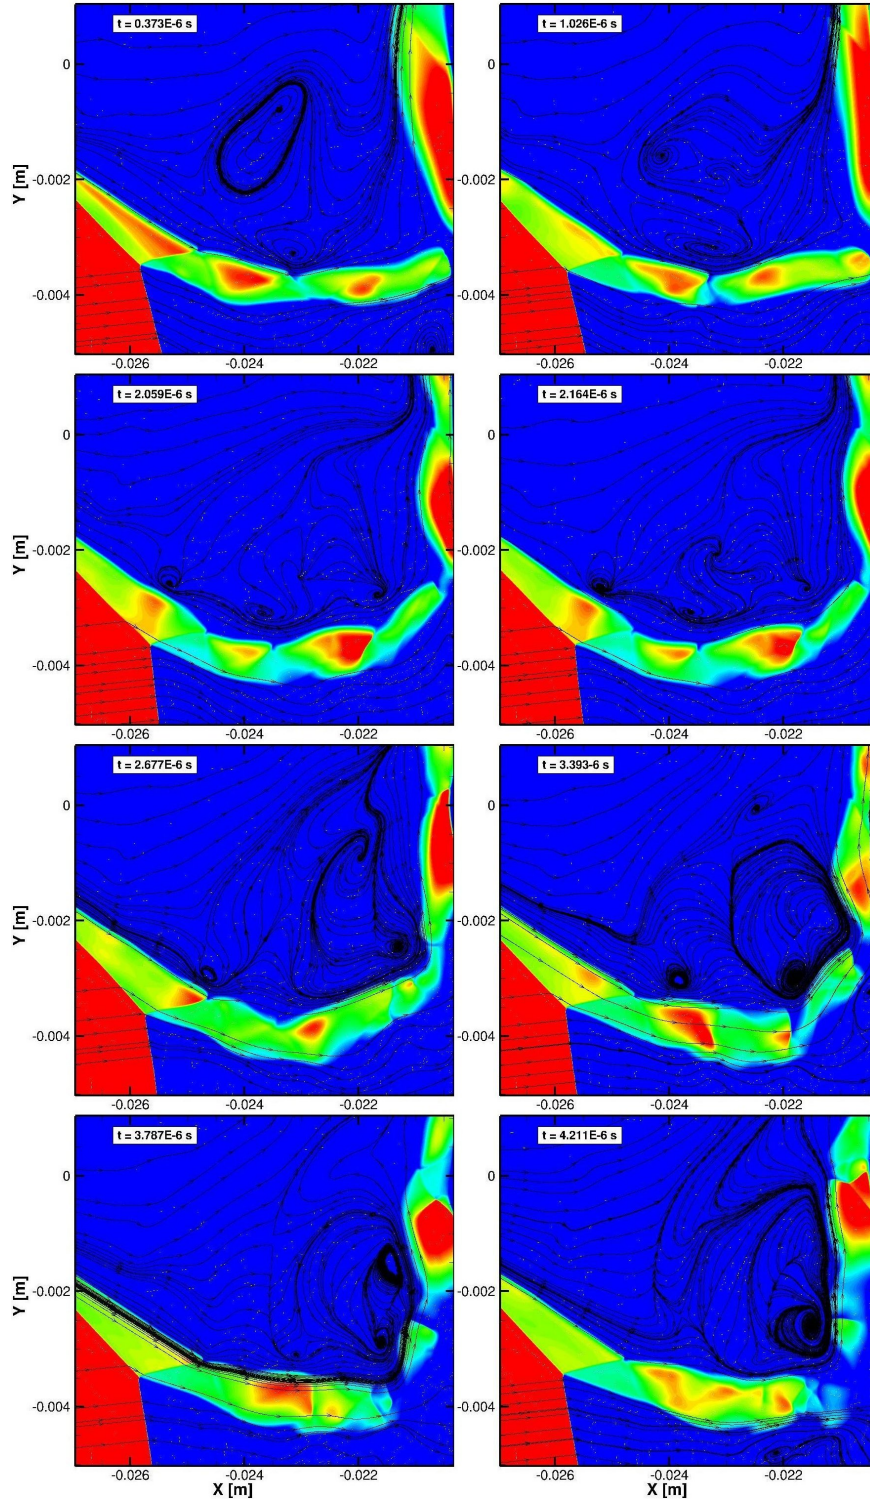 t = 0.373E-6 s
t = 1.026E-6 s
0
0
Y [m]
-0.002
-0.002
-0.004
-0.004
-0.026 -0.024 -0.022
-0.026 -0.024 -0.022
t = 2.059E-6 s
t = 2.164E-6 s
0
0
Y [m]
-0.002
-0.002
-0.004
-0.004
-0.026 -0.024 -0.022
-0.026 -0.024 -0.022
t = 2.677E-6 s
t = 3.393-6 s
0
0
Y [m]
-0.002
-0.002
-0.004
-0.004
-0.026 -0.024 -0.022
-0.026 -0.024 -0.022
t = 3.787E-6 s
t = 4.211E-6 s
0
0
Y [m]
-0.002
-0.002
-0.004
-0.004
-0.026 -0.024 -0.022
-0.026 -0.024 -0.022
X [m]
X [m]